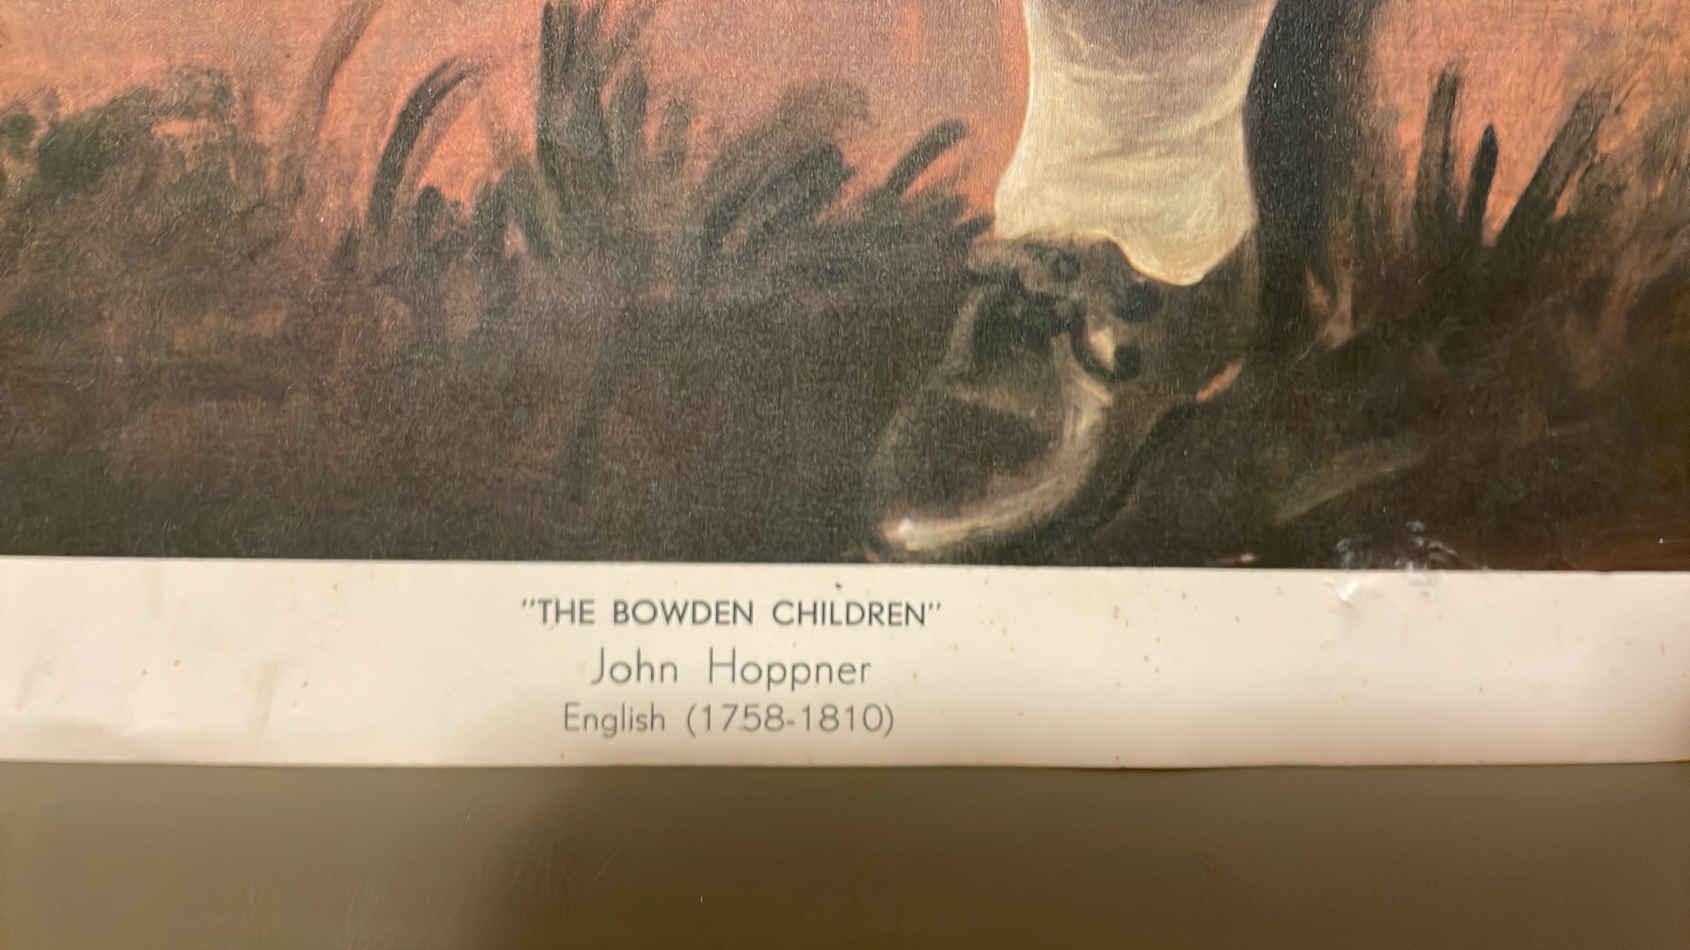 "THE BOWDEN CHILDREN"
John Hoppner
English (1758-1810)